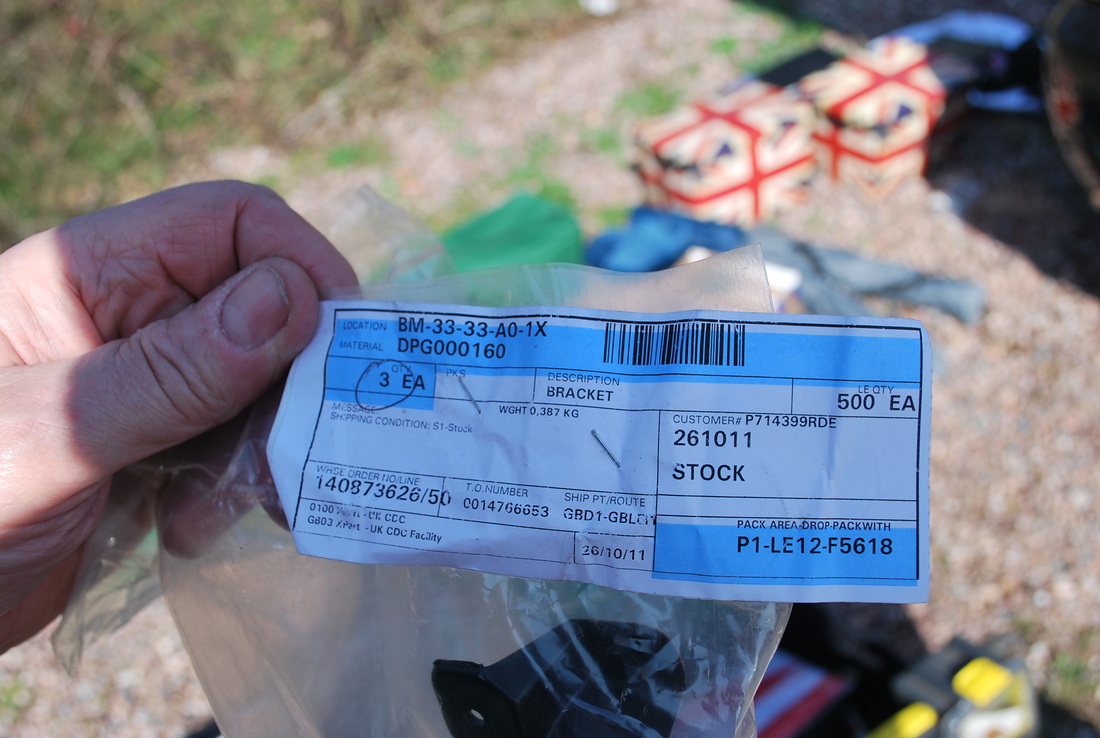 LOCATION BM-33-33-A0-1X
MATERIAL DPG000160
QTY
3 EA
PKS
DESCRIPTION
BRACKET
LE QTY
500 EA
MESSAGE
SHIPPING CONDITION: S1-Stock
WGHT 0,387 KG
CUSTOMER# P714399RDE
261011
STOCK
WHSE ORDER NO/LINE
140873626/50
T.O.NUMBER
0014766653
SHIP PT/ROUTE
UK CDC
GB03 XPart - UK CDC Facility
26/10/11
PACK AREA-DROP-PACKWITH
P1-LE12-F5618